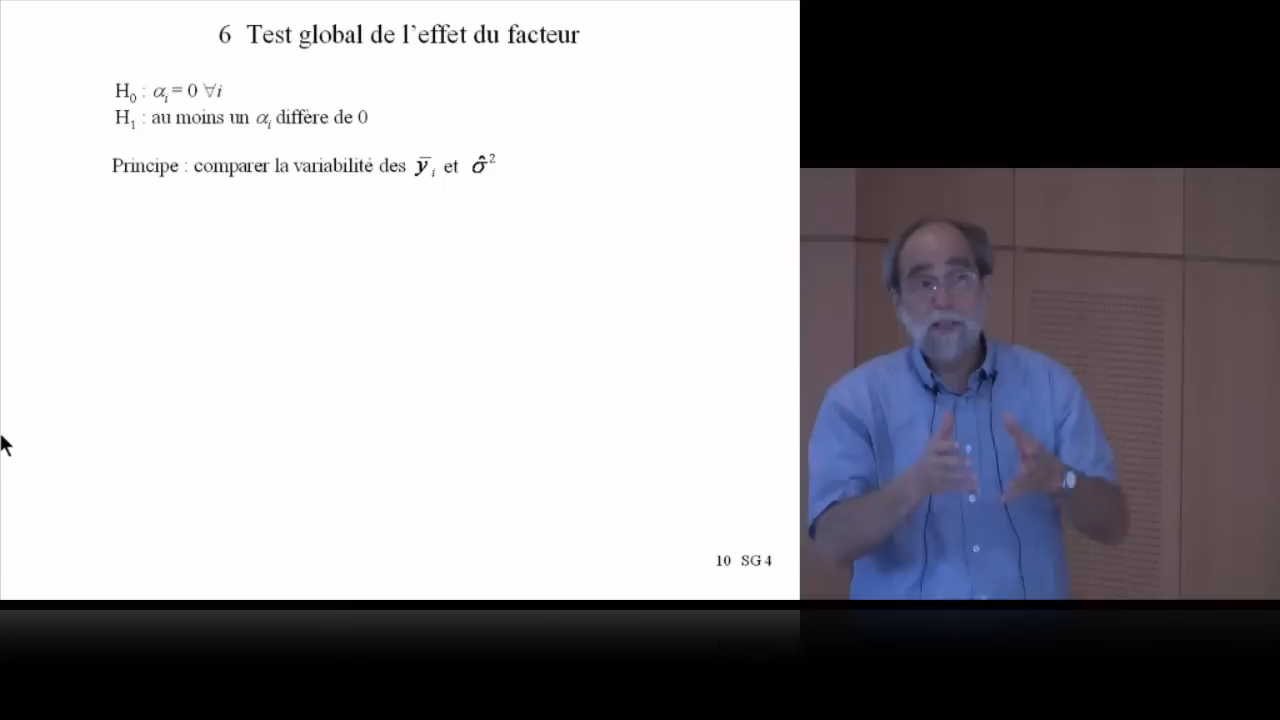 6 Test global de l'effet du facteur
H₀ : αᵢ = 0 ∀i
H₁ : au moins un αᵢ diffère de 0
Principe : comparer la variabilité des ȳᵢ et σ̂²
10 SG 4